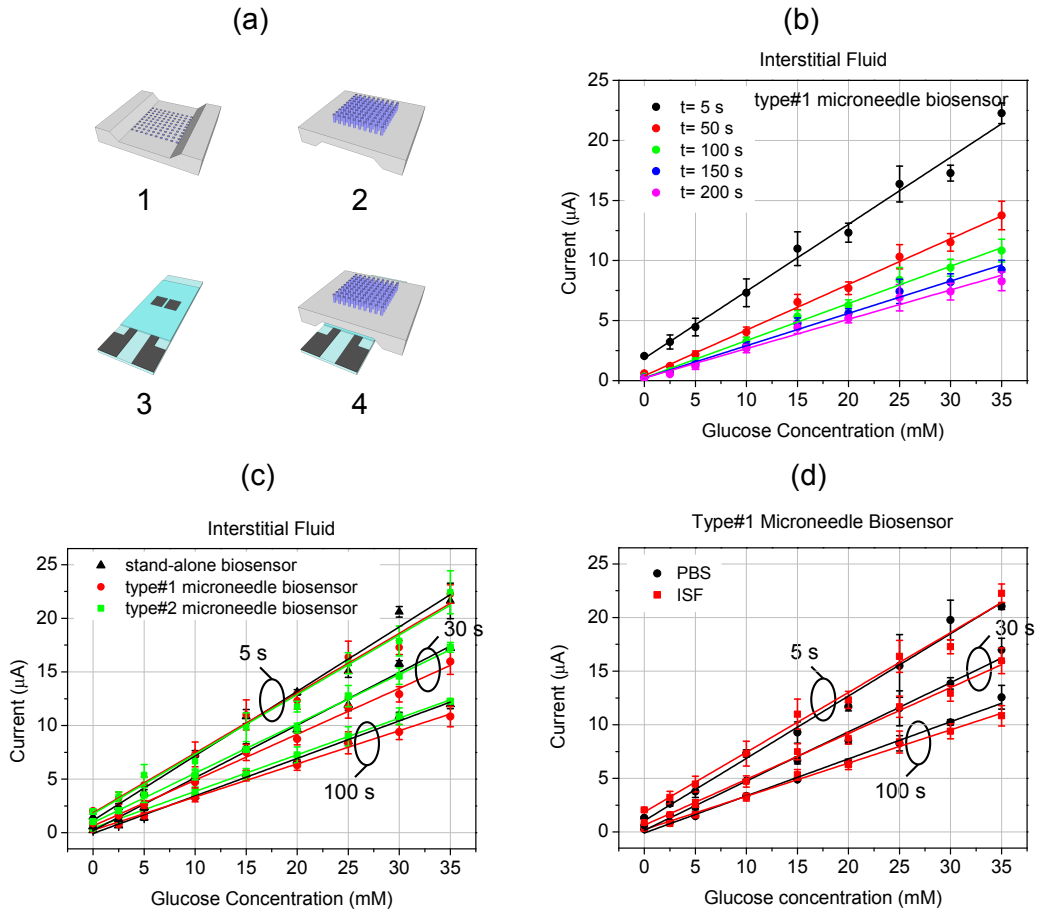 (a)
1
2
3
4
(b)
Interstitial Fluid
type#1 microneedle biosensor
t= 5 s
t= 50 s
t= 100 s
t= 150 s
t= 200 s
25
20
15
10
5
0
Current (µA)
0 5 10 15 20 25 30 35
Glucose Concentration (mM)
(c)
Interstitial Fluid
stand-alone biosensor
type#1 microneedle biosensor
type#2 microneedle biosensor
5 s
30 s
100 s
25
20
15
10
5
0
Current (µA)
0 5 10 15 20 25 30 35
Glucose Concentration (mM)
(d)
Type#1 Microneedle Biosensor
PBS
ISF
5 s
30 s
100 s
25
20
15
10
5
0
Current (µA)
0 5 10 15 20 25 30 35
Glucose concentration (mM)